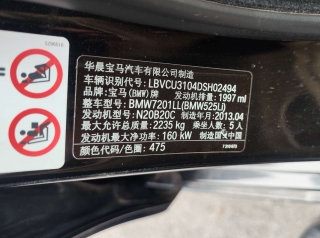 华晨宝马汽车有限公司制造
车辆识别代号: LBVCU3104DSH02494
品牌: 宝马(BMW)牌 发动机排量: 1997 ml
整车型号: BMW7201LL(BMW525Li)
发动机型号: N20B20C 制造年月: 2013.04
最大允许总质量: 2235 kg 乘坐人数: 5人
发动机最大净功率: 160 kW 制造国: 中国
颜色代码/色圈: 475